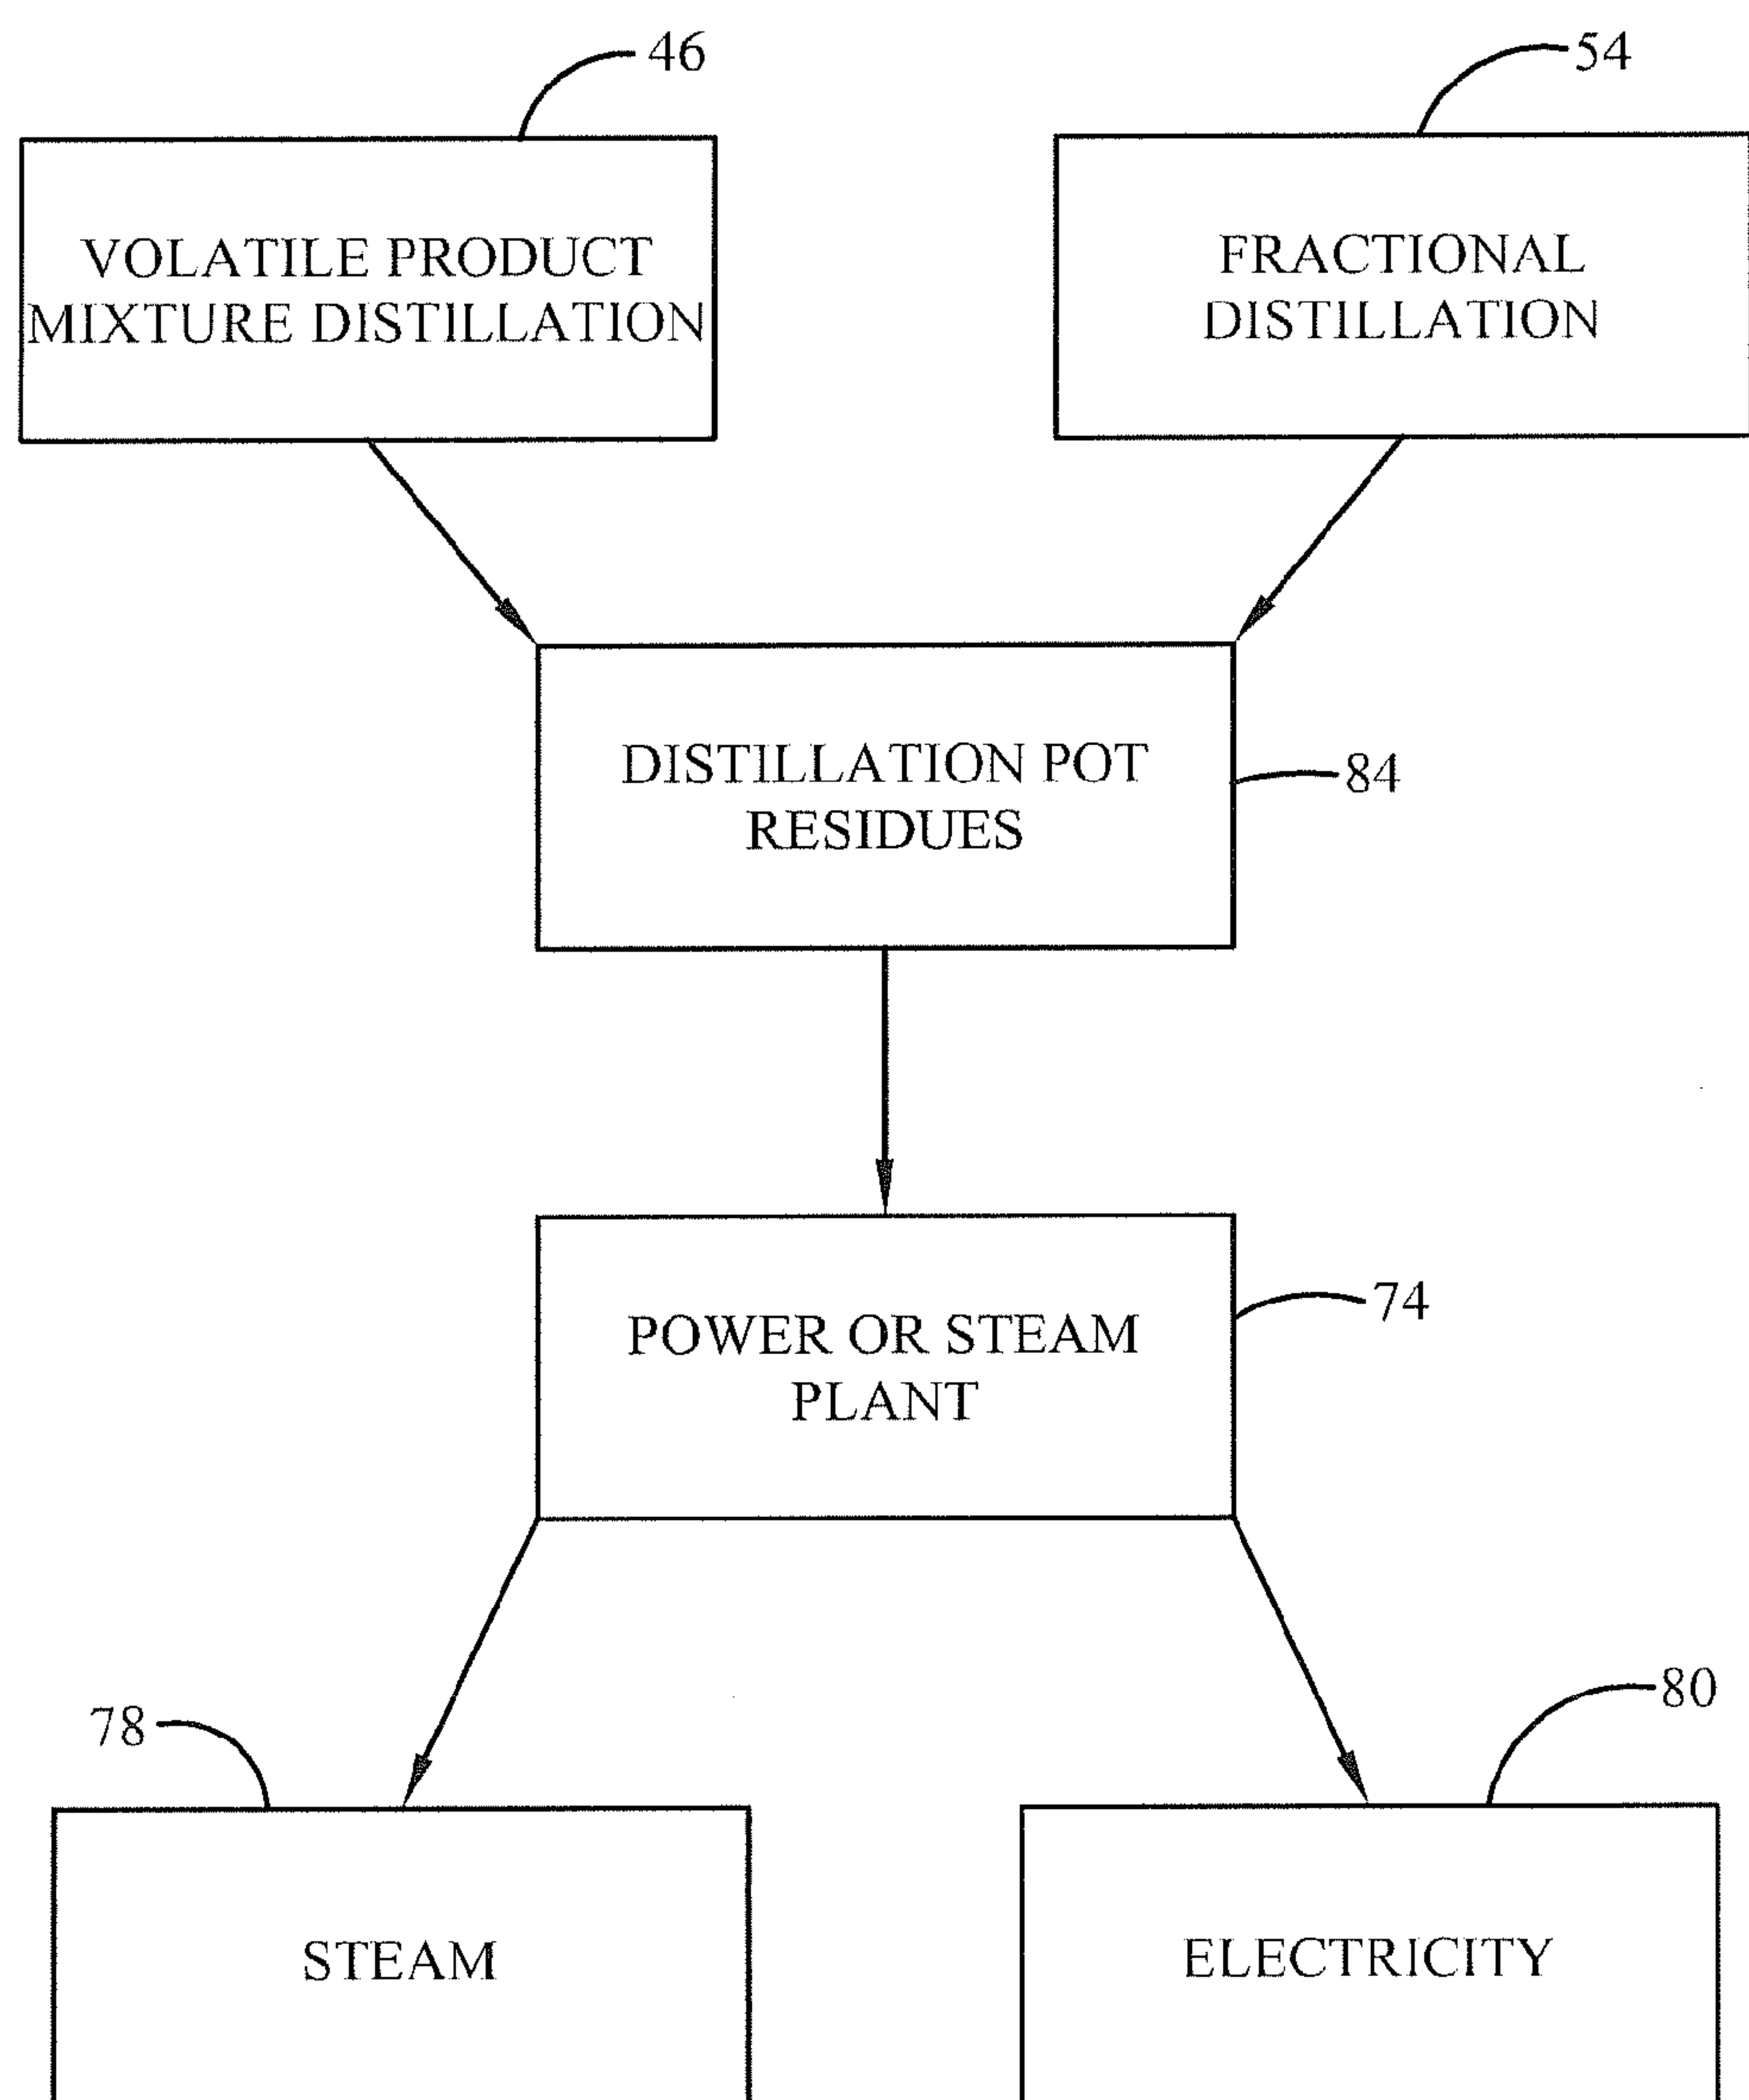 46
54
VOLATILE PRODUCT
MIXTURE DISTILLATION
FRACTIONAL
DISTILLATION
DISTILLATION POT
RESIDUES
84
POWER OR STEAM
PLANT
74
78
80
STEAM
ELECTRICITY